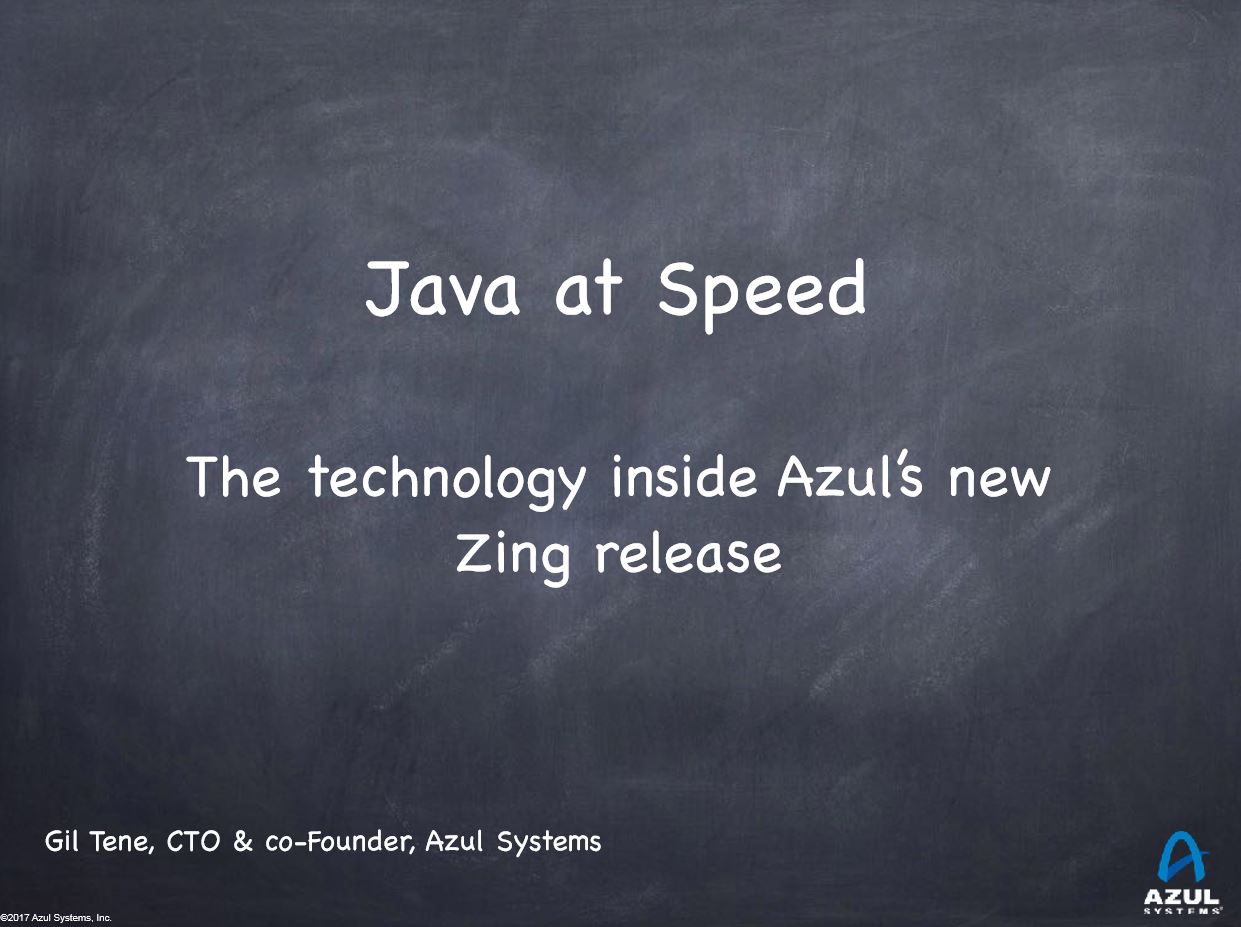 Java at Speed
The technology inside Azul's new
Zing release
Gil Tene, CTO & co-Founder, Azul Systems
©2017 Azul Systems, Inc.
AZUL
SYSTEMS®